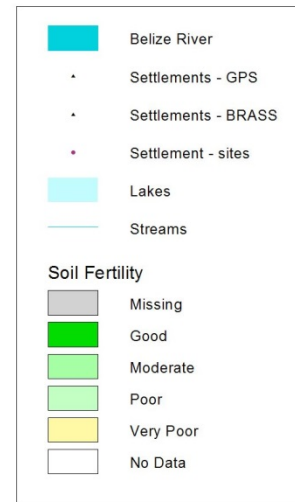 Belize River
Settlements - GPS
Settlements - BRASS
Settlement - sites
Lakes
Streams
Soil Fertility
Missing
Good
Moderate
Poor
Very Poor
No Data